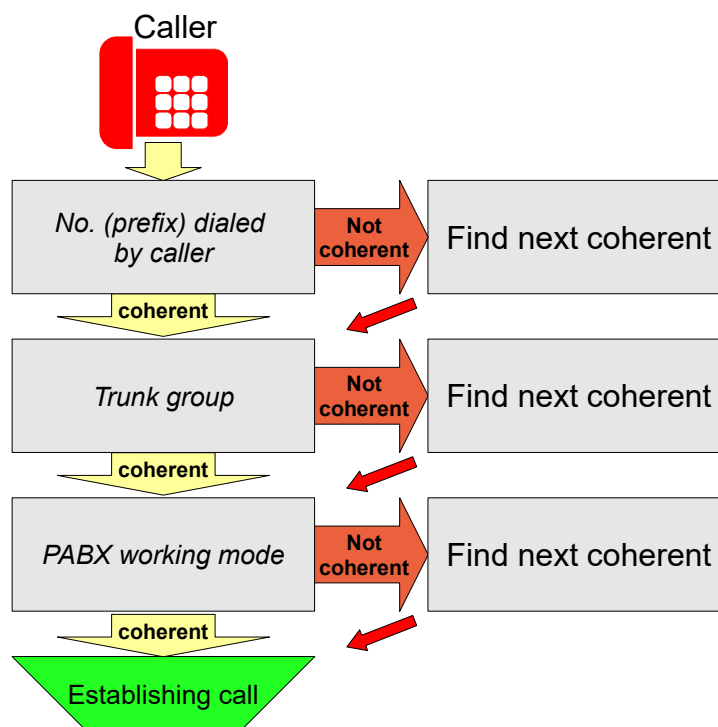 Caller
No. (prefix) dialed
by caller
Not
coherent
Find next coherent
coherent
Trunk group
Not
coherent
Find next coherent
coherent
PABX working mode
Not
coherent
Find next coherent
coherent
Establishing call